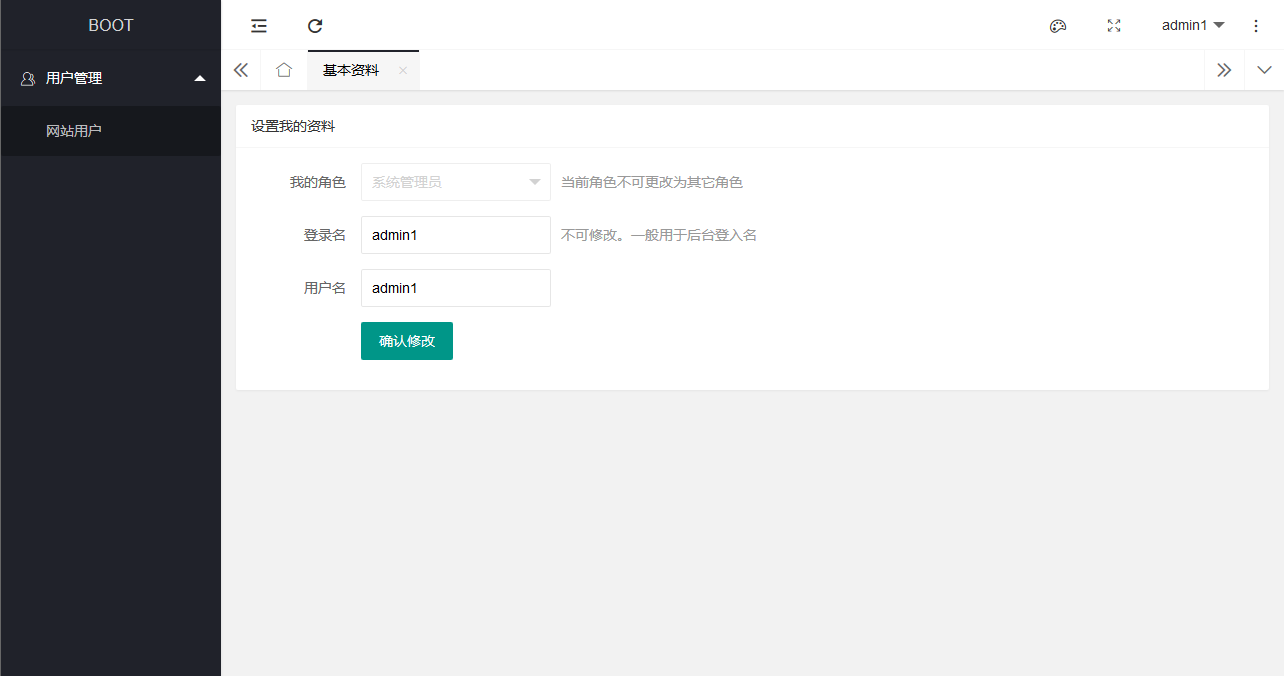 BOOT
admin1
用户管理
基本资料
网站用户
设置我的资料
我的角色 系统管理员 当前角色不可更改为其它角色
登录名 admin1 不可修改。一般用于后台登入名
用户名 admin1
确认修改